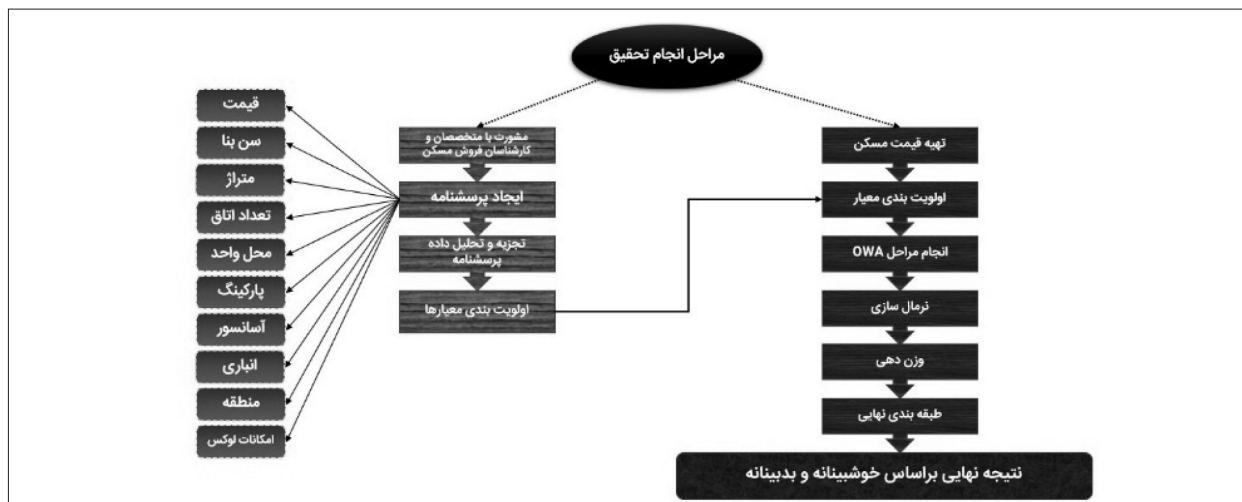 مراحل انجام تحقیق
تهیه قیمت مسکن
اولویت بندی معیار
انجام مراحل OWA
نرمال سازی
وزن دهی
طبقه بندی نهایی
نتیجه نهایی براساس خوشبینانه و بدبینانه
مشورت با متخصصان و
کارشناسان فروش مسکن
ایجاد پرسشنامه
تجزیه و تحلیل داده
پرسشنامه
اولویت بندی معیارها
قیمت
سن بنا
متراژ
تعداد اتاق
محل واحد
پارکینگ
آسانسور
انباری
منطقه
امکانات لوکس